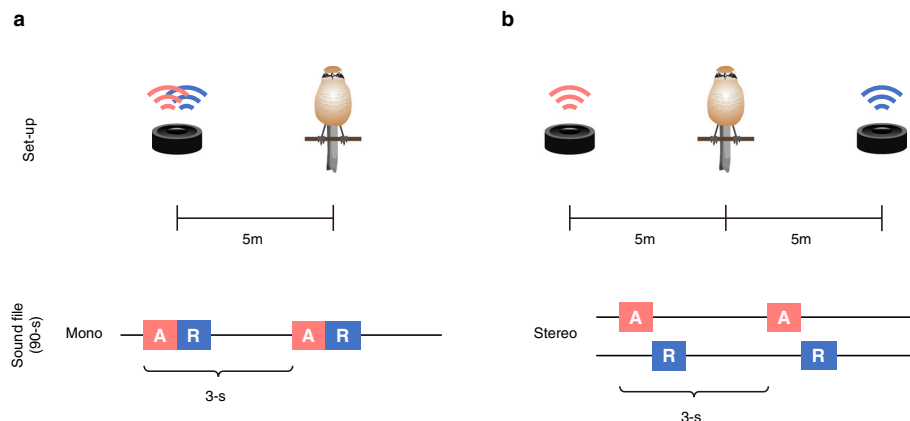 a
b
Set-up
5m
5m
5m
Sound file
(90-s)
Mono
A R
A R
3-s
Stereo
A
A
R
R
3-s